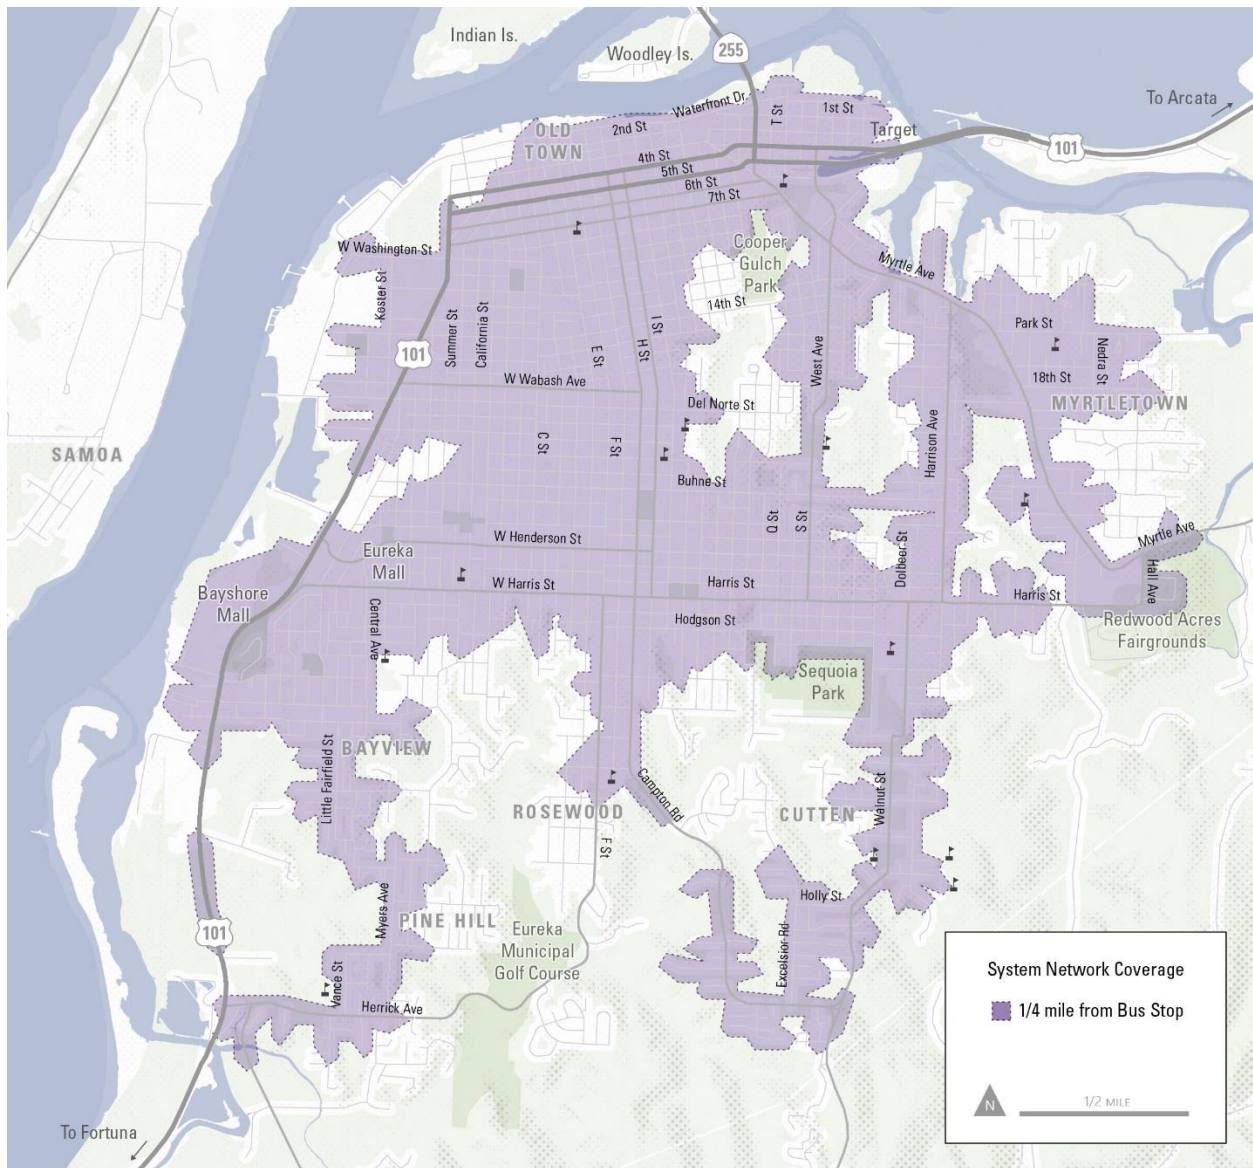 Indian Is.
Woodley Is.
255
To Arcata
101
Waterfront Dr.
T St
1st St
Target
2nd St
OLD
TOWN
4th St
5th St
6th St
7th St
W Washington St
Cooper
Gulch
Park
Myrtle Ave
Koster St
14th St
Summer St
California St
I St
H St
E St
West Ave
Park St
Nedra St
101
18th St
W Wabash Ave
Del Norte St
MYRTLETOWN
SAMOA
C St
F St
Harrison Ave
Buhne St
Q St
S St
W Henderson St
Dolbeer St
Myrtle Ave
Eureka
Mall
W Harris St
Harris St
Harris St
Hall Ave
Bayshore
Mall
Central Ave
Hodgson St
Redwood Acres
Fairgrounds
Sequoia
Park
BAYVIEW
Little Fairfield St
Campton Rd
Walnut St
ROSEWOOD
CUTTEN
F St
Holly St
Myers Ave
PINE HILL
101
Eureka
Municipal
Golf Course
Excelsior Rd
Vance St
Herrick Ave
System Network Coverage
1/4 mile from Bus Stop
N
1/2 MILE
To Fortuna